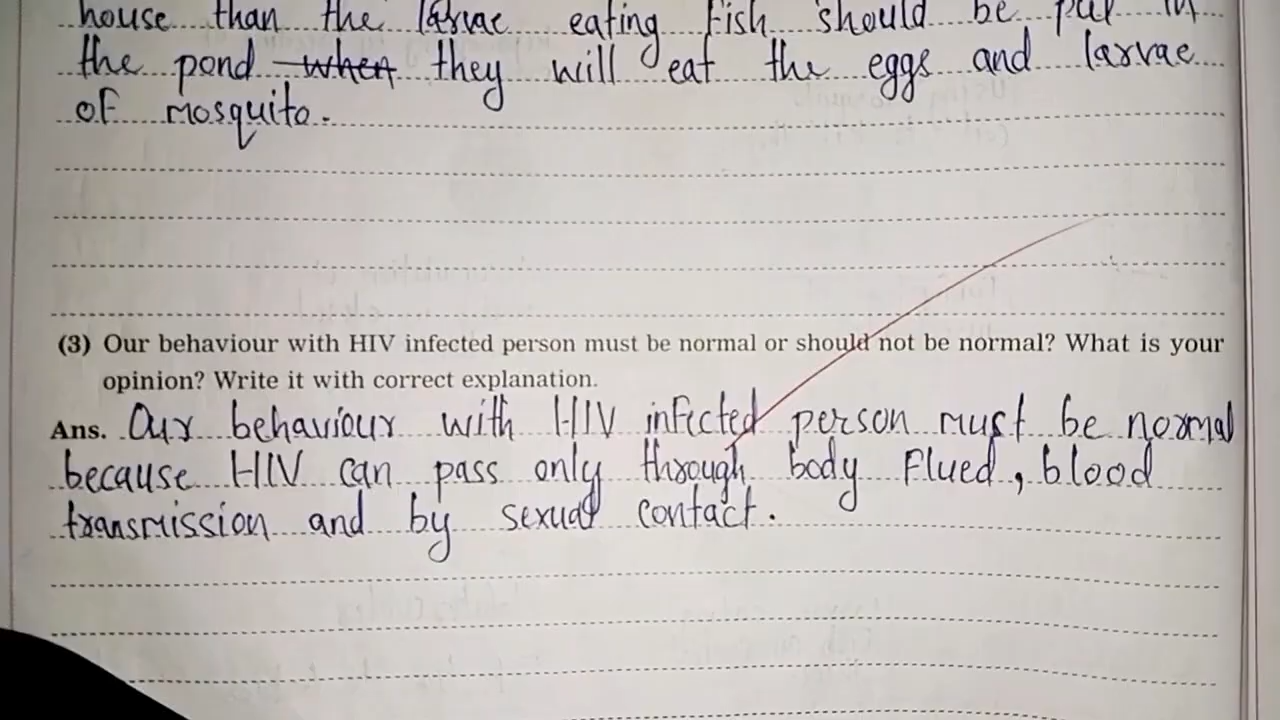 house than the larvae eating fish should be put in
the pond when they will eat the eggs and larvae
of mosquito.
(3) Our behaviour with HIV infected person must be normal or should not be normal? What is your
opinion? Write it with correct explanation.
Ans. Our behaviour with HIV infected person must be normal
because HIV can pass only through body flued, blood
transmission and by sexual contact.